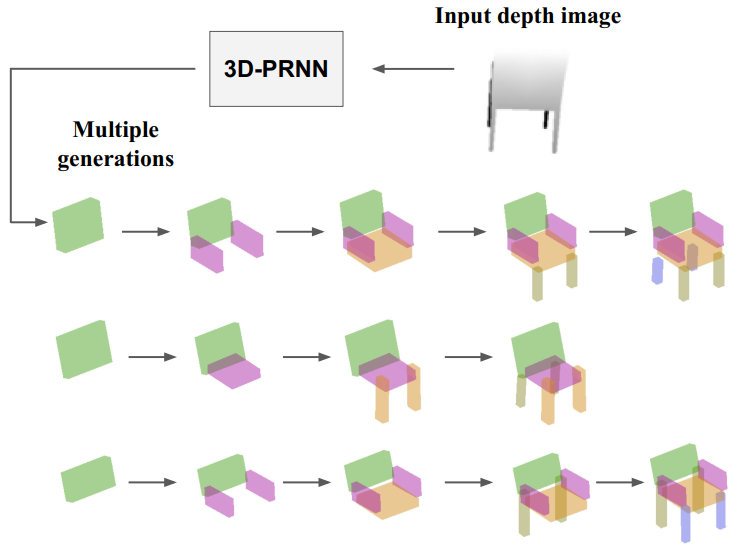 Input depth image
3D-PRNN
Multiple
generations